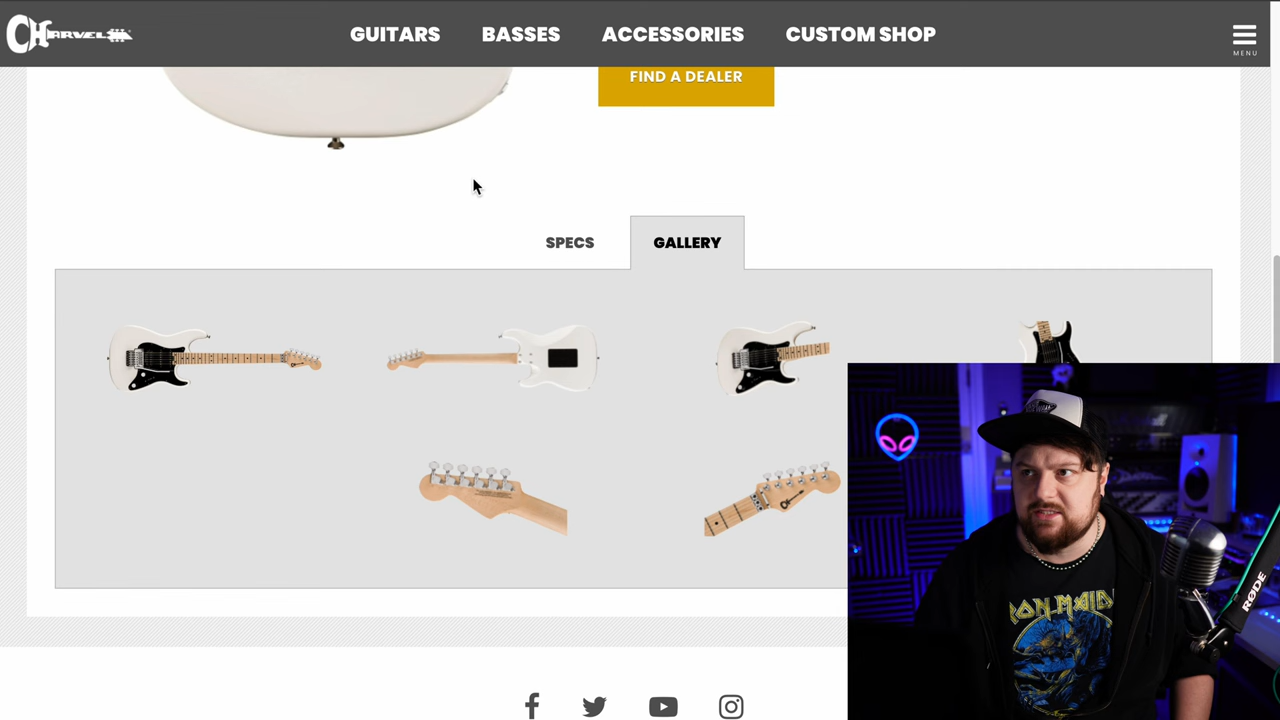 CHARVEL
GUITARS
BASSES
ACCESSORIES
CUSTOM SHOP
MENU
FIND A DEALER
SPECS
GALLERY
IRON MAIDEN
RØDE